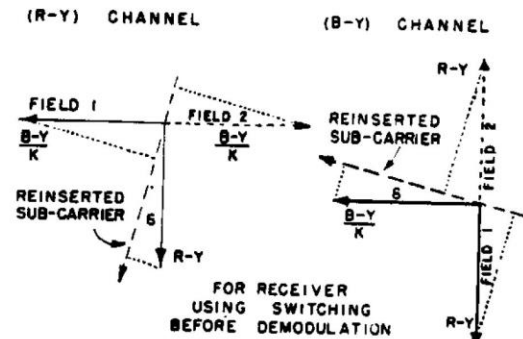 (R-Y) CHANNEL
FIELD 1
FIELD 2
B-Y
K
B-Y
K
REINSERTED
SUB-CARRIER
6
R-Y
(B-Y) CHANNEL
R-Y
REINSERTED
SUB-CARRIER
FIELD 2
6
B-Y
K
FIELD 1
R-Y
FOR RECEIVER
USING SWITCHING
BEFORE DEMODULATION